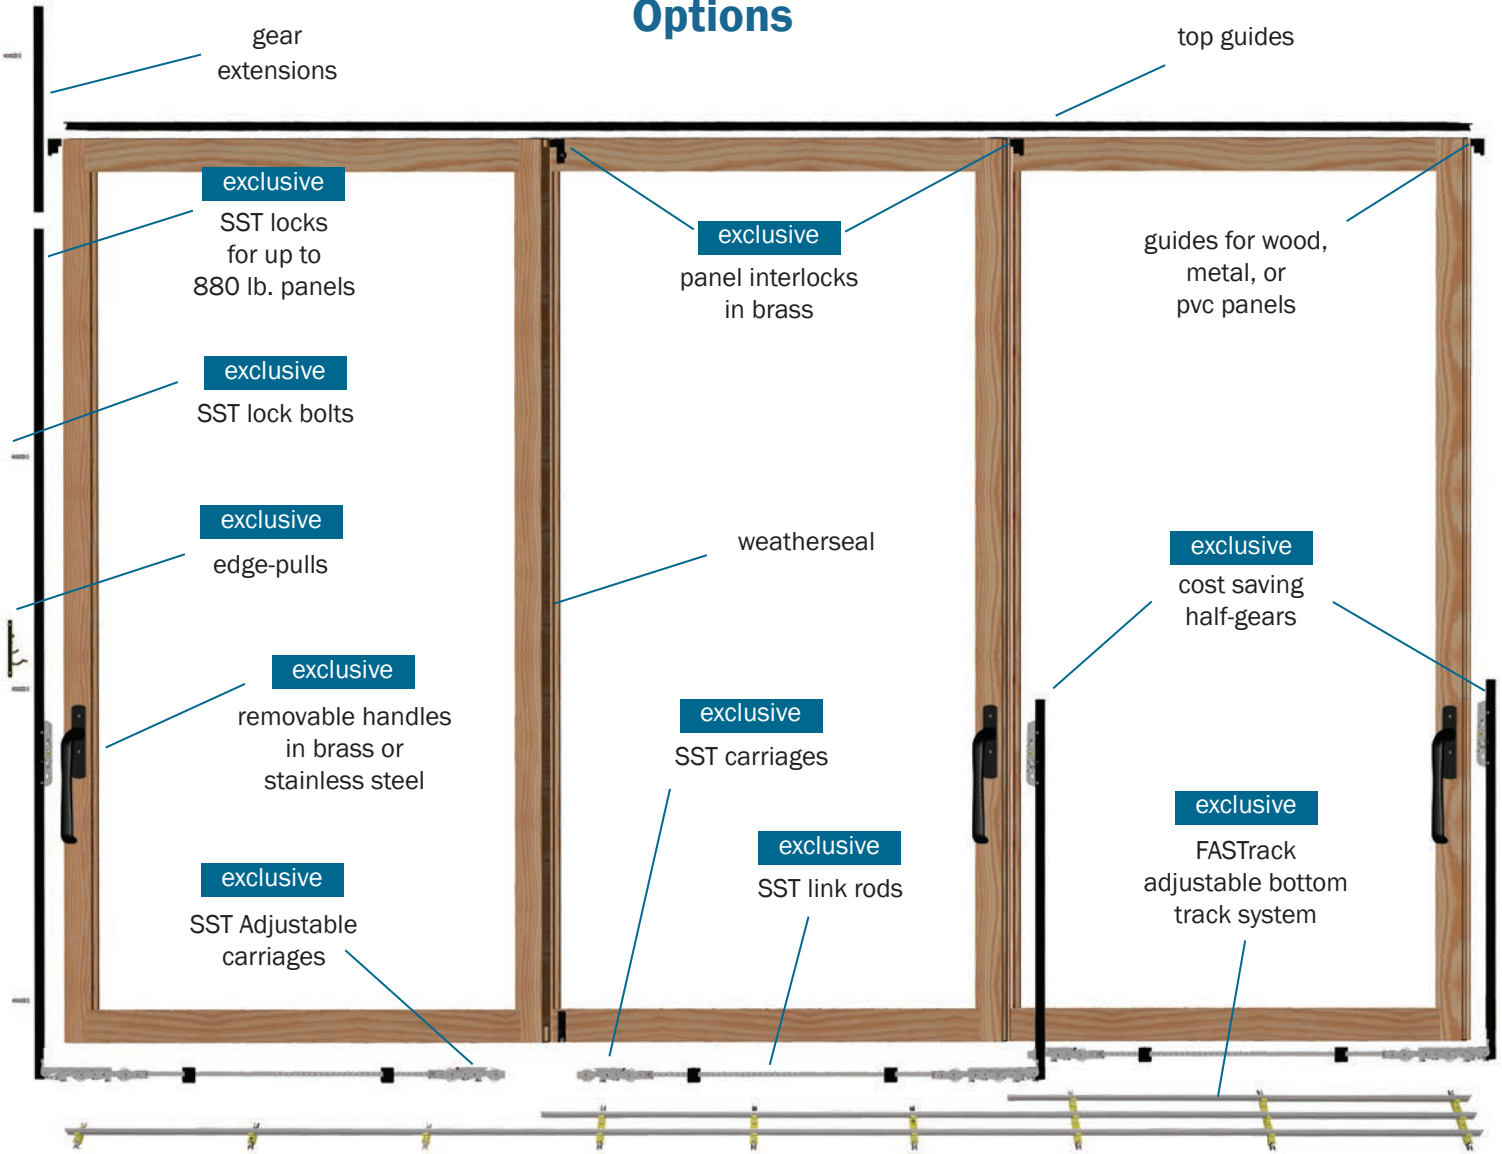 Options
gear
extensions
top guides
exclusive
SST locks
for up to
880 lb. panels
exclusive
panel interlocks
in brass
guides for wood,
metal, or
pvc panels
exclusive
SST lock bolts
exclusive
edge-pulls
weatherseal
exclusive
cost saving
half-gears
exclusive
removable handles
in brass or
stainless steel
exclusive
SST carriages
exclusive
FASTrack
adjustable bottom
track system
exclusive
SST link rods
exclusive
SST Adjustable
carriages